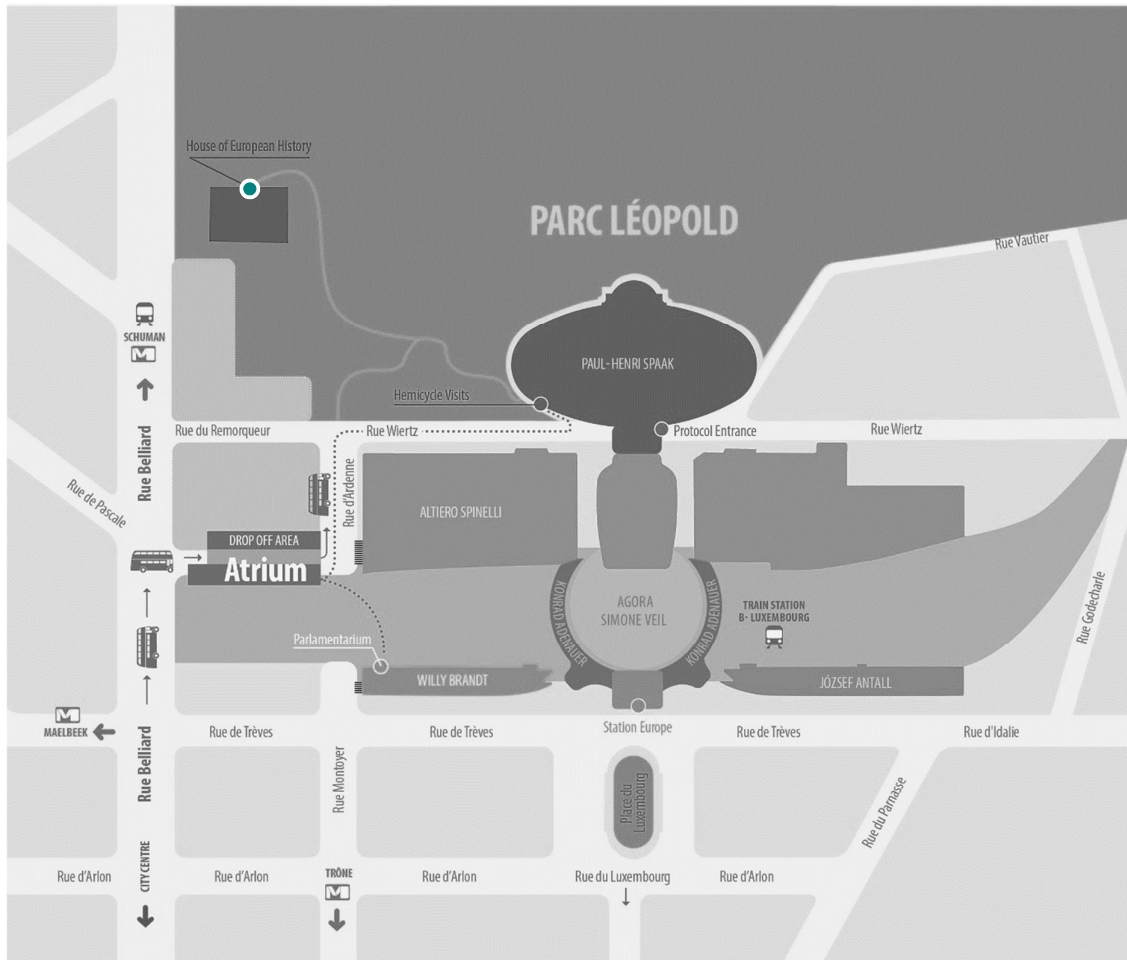 House of European History
PARC LÉOPOLD
Rue Vautier
SCHUMAN
M
PAUL-HENRI SPAAK
Hemicycle Visits
Rue du Remorqueur
Rue Wiertz
Protocol Entrance
Rue Wiertz
Rue Belliard
Rue de Pascale
Rue d'Ardenne
ALTIERO SPINELLI
DROP OFF AREA
Atrium
KONRAD ADENAUER
AGORA
SIMONE VEIL
KONRAD ADENAUER
TRAIN STATION
B- LUXEMBOURG
Rue Godecharle
Parlamentarium
WILLY BRANDT
JÓZSEF ANTALL
M
MAELBEEK
Rue de Trèves
Rue de Trèves
Station Europe
Rue de Trèves
Rue d'Idalie
Rue Belliard
Rue Montoyer
Place du
Luxembourg
Rue du Parnasse
CITY CENTRE
Rue d'Arlon
Rue d'Arlon
TRÔNE
M
Rue d'Arlon
Rue du Luxembourg
Rue d'Arlon